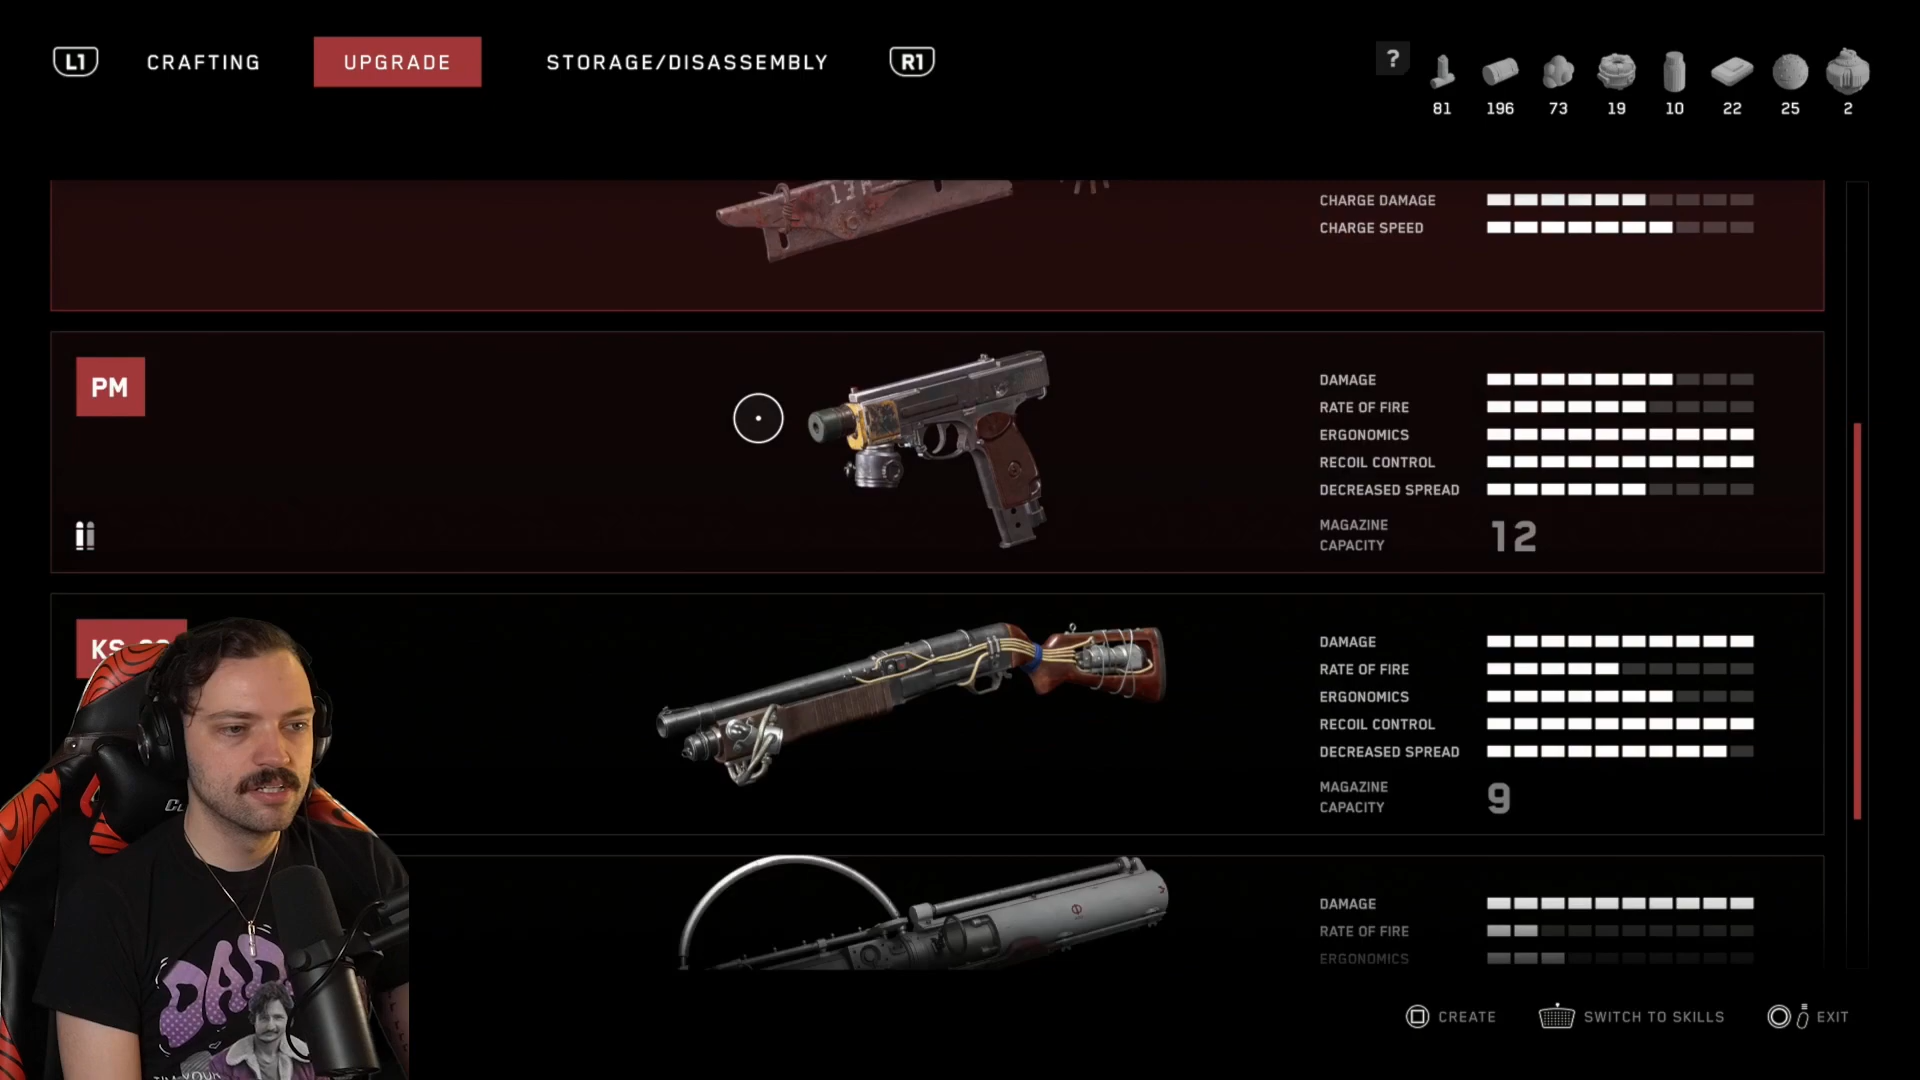 L1 CRAFTING UPGRADE STORAGE/DISASSEMBLY R1
?
81 196 73 19 10 22 25 2
CHARGE DAMAGE
CHARGE SPEED
PM
DAMAGE
RATE OF FIRE
ERGONOMICS
RECOIL CONTROL
DECREASED SPREAD
MAGAZINE
CAPACITY
12
DAMAGE
RATE OF FIRE
ERGONOMICS
RECOIL CONTROL
DECREASED SPREAD
MAGAZINE
CAPACITY
9
DAMAGE
RATE OF FIRE
ERGONOMICS
DAD
CREATE SWITCH TO SKILLS EXIT